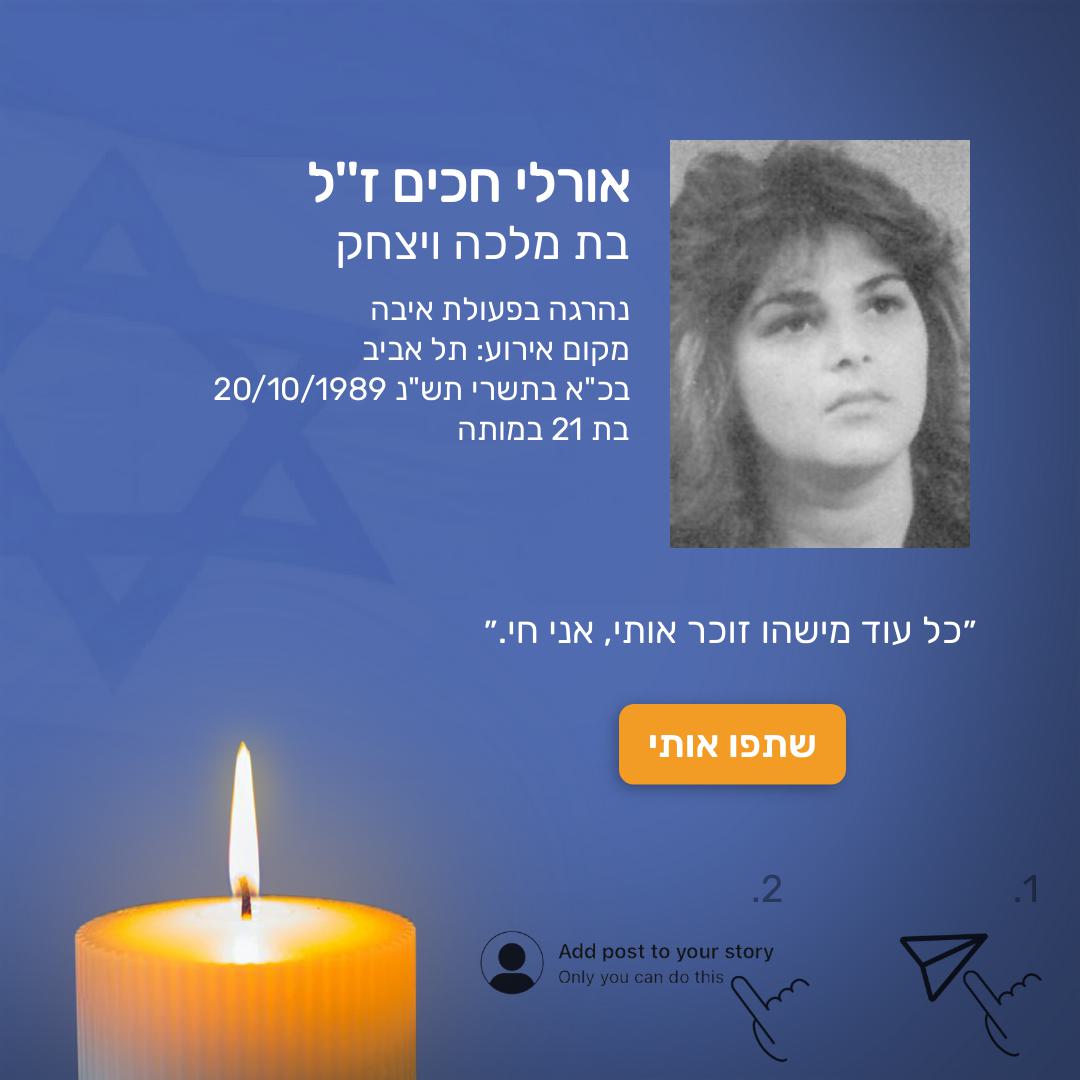 אורלי חכים ז"ל
בת מלכה ויצחק
נהרגה בפעולת איבה
מקום אירוע: תל אביב
בכ"א בתשרי תש"נ 20/10/1989
בת 21 במותה
״כל עוד מישהו זוכר אותי, אני חי.״
שתפו אותי
1.
2.
Add post to your story
Only you can do this